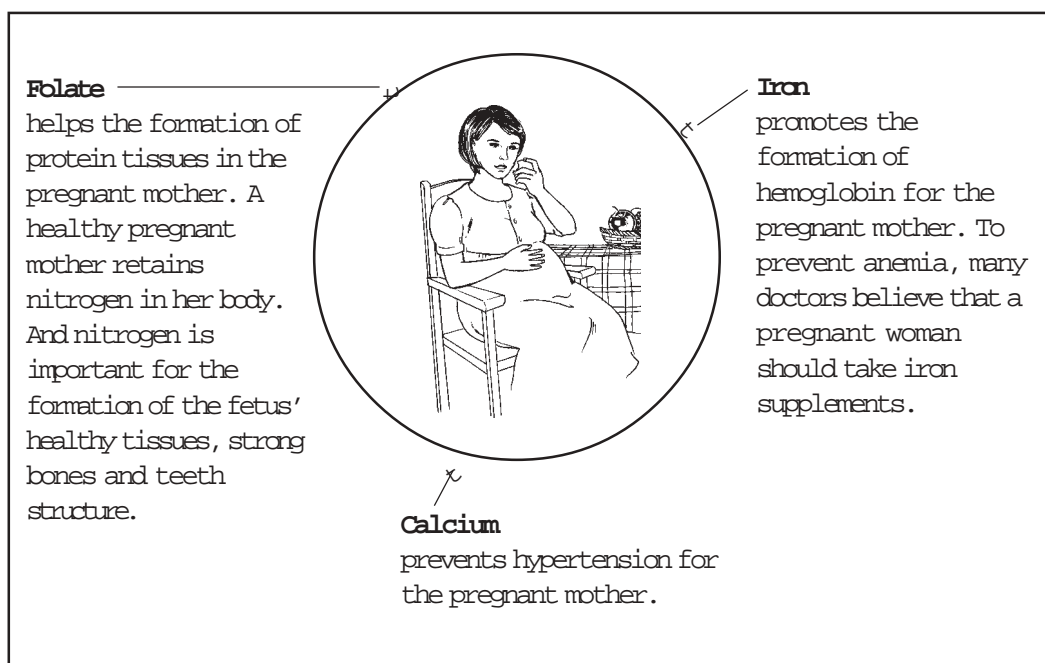 Folate
helps the formation of
protein tissues in the
pregnant mother. A
healthy pregnant
mother retains
nitrogen in her body.
And nitrogen is
important for the
formation of the fetus'
healthy tissues, strong
bones and teeth
structure.
Iron
promotes the
formation of
hemoglobin for the
pregnant mother. To
prevent anemia, many
doctors believe that a
pregnant woman
should take iron
supplements.
Calcium
prevents hypertension for
the pregnant mother.